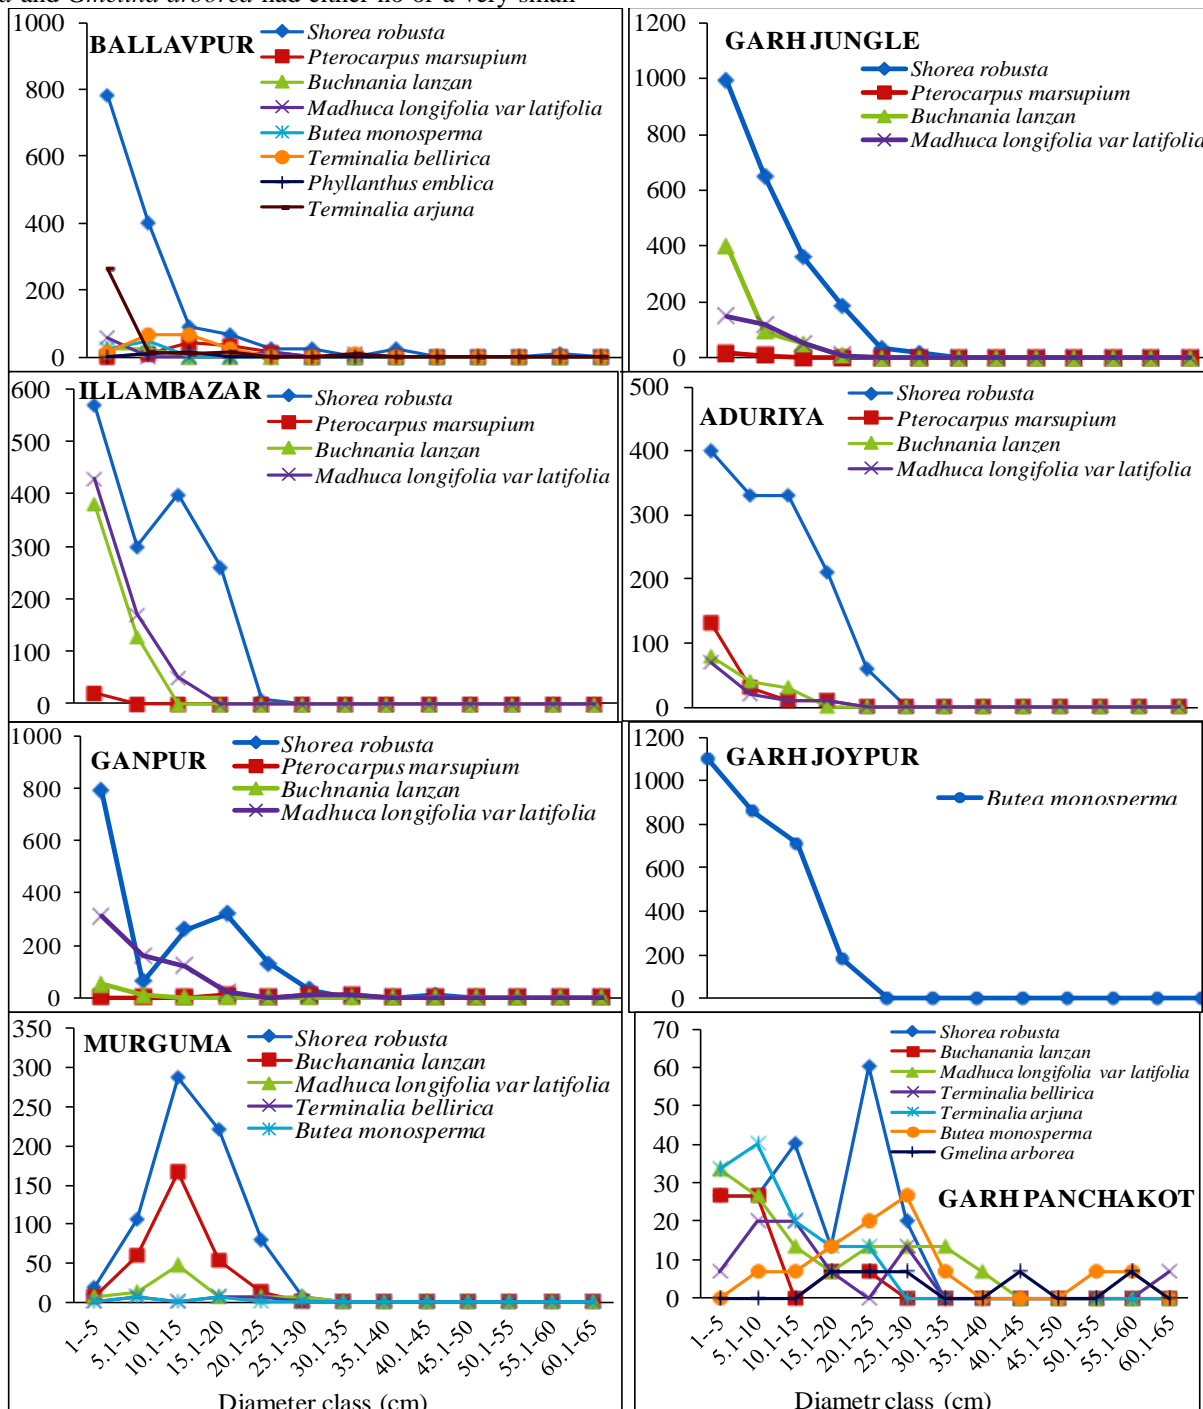 a and Gmelina arborea had either no or a very small
BALLAVPUR
Shorea robusta
Pterocarpus marsupium
Buchnania lanzan
Madhuca longifolia var latifolia
Butea monosperma
Terminalia bellirica
Phyllanthus emblica
Terminalia arjuna
1000
800
600
400
200
0
GARH JUNGLE
Shorea robusta
Pterocarpus marsupium
Buchnania lanzan
Madhuca longifolia var latifolia
1200
1000
800
600
400
200
0
ILLAMBAZAR
Shorea robusta
Pterocarpus marsupium
Buchnania lanzan
Madhuca longifolia var latifolia
600
500
400
300
200
100
0
ADURIYA
Shorea robusta
Pterocarpus marsupium
Buchnania lanzen
Madhuca longifolia var latifolia
500
400
300
200
100
0
GANPUR
Shorea robusta
Pterocarpus marsupium
Buchnania lanzan
Madhuca longifolia var latifolia
1000
800
600
400
200
0
GARH JOYPUR
Butea monosperma
1200
1000
800
600
400
200
0
MURGUMA
Shorea robusta
Buchanania lanzan
Madhuca longifolia var latifolia
Terminalia bellirica
Butea monosperma
350
300
250
200
150
100
50
0
1–5
5.1-10
10.1–15
15.1–20
20.1–25
25.1–30
30.1–35
35.1–40
40.1–45
45.1–50
50.1–55
55.1–60
60.1–65
Diameter class (cm)
GARH PANCHAKOT
Shorea robusta
Buchanania lanzan
Madhuca longifolia var latifolia
Terminalia bellirica
Terminalia arjuna
Butea monosperma
Gmelina arborea
70
60
50
40
30
20
10
0
1–5
5.1-10
10.1–15
15.1–20
20.1–25
25.1–30
30.1–35
35.1–40
40.1–45
45.1–50
50.1–55
55.1–60
60.1–65
Diametr class (cm)